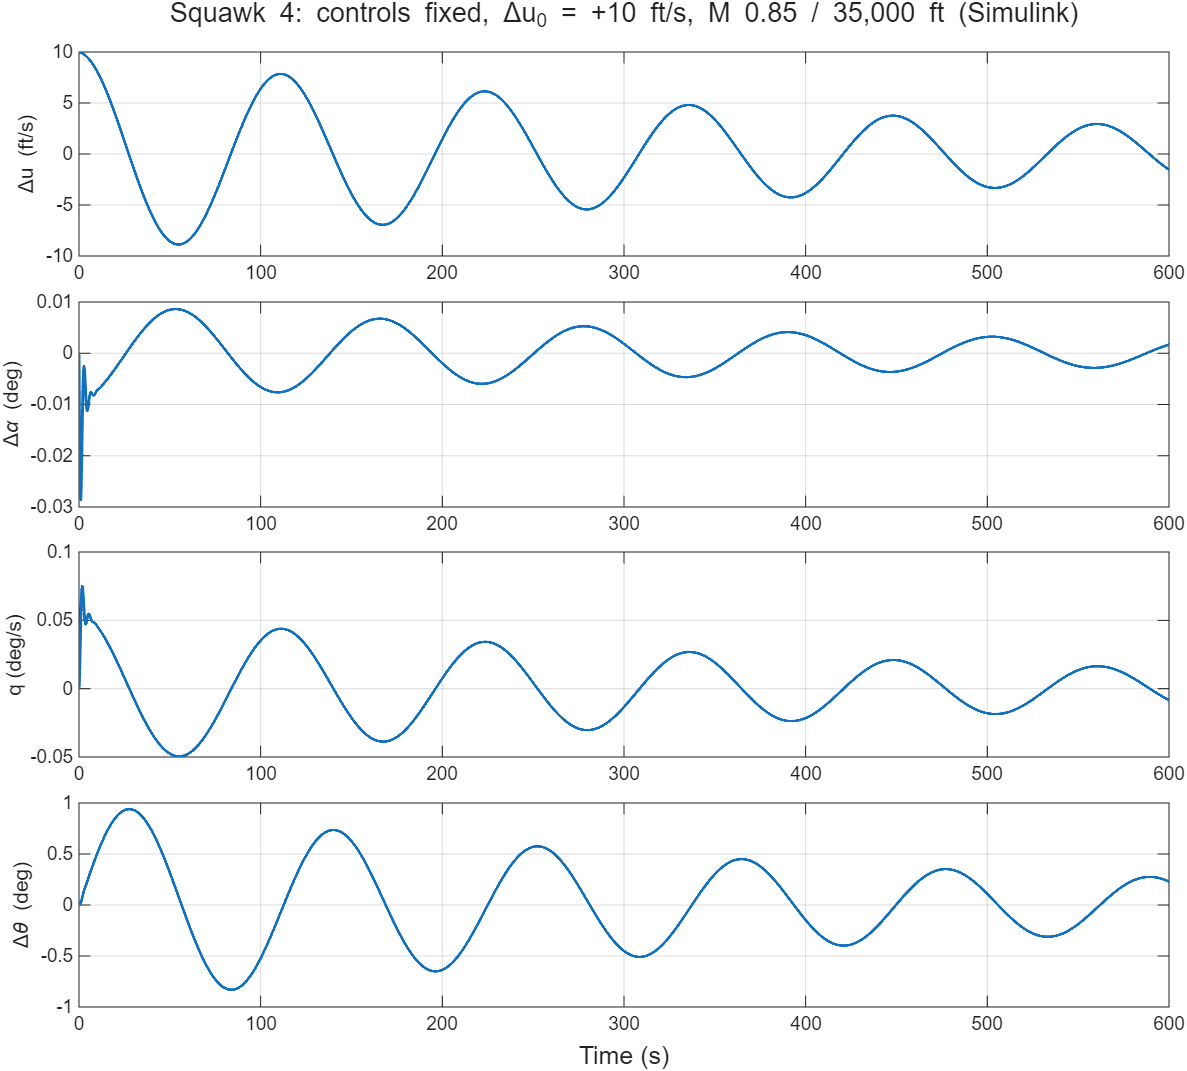 Squawk 4: controls fixed, Δu₀ = +10 ft/s, M 0.85 / 35,000 ft (Simulink)
10
5
0
-5
-10
Δu (ft/s)
0 100 200 300 400 500 600
0.01
0
-0.01
-0.02
-0.03
Δα (deg)
0 100 200 300 400 500 600
0.1
0.05
0
-0.05
q (deg/s)
0 100 200 300 400 500 600
1
0.5
0
-0.5
-1
Δθ (deg)
0 100 200 300 400 500 600
Time (s)